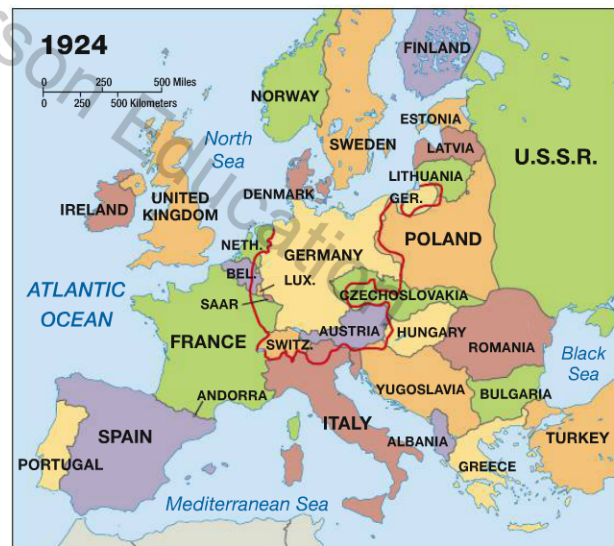 1924
0 250 500 Miles
0 250 500 Kilometers
rson Education
FINLAND
NORWAY
SWEDEN
ESTONIA
LATVIA
U.S.S.R.
North
Sea
LITHUANIA
GER.
DENMARK
IRELAND
UNITED
KINGDOM
POLAND
NETH.
GERMANY
BEL.
LUX.
ATLANTIC
OCEAN
SAAR
CZECHOSLOVAKIA
FRANCE
AUSTRIA
HUNGARY
SWITZ.
ROMANIA
Black
Sea
YUGOSLAVIA
ANDORRA
BULGARIA
ITALY
SPAIN
ALBANIA
TURKEY
PORTUGAL
GREECE
Mediterranean Sea